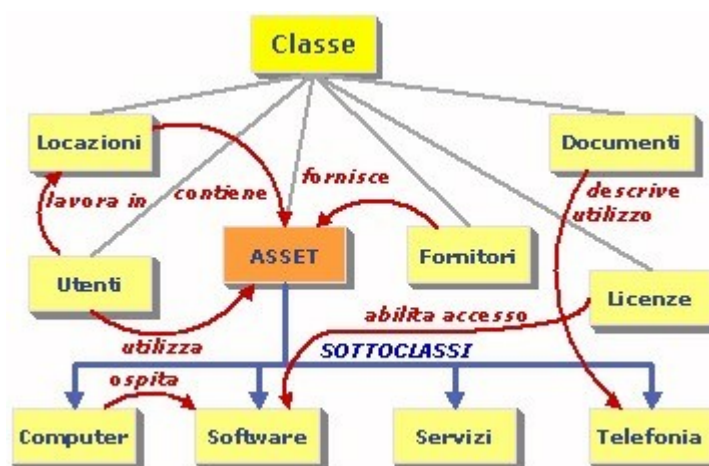 Classe
Locazioni
Documenti
lavora in
contiene
fornisce
descrive
utilizzo
Utenti
ASSET
Fornitori
Licenze
utilizza
abilita accesso
SOTTOCLASSI
ospita
Computer
Software
Servizi
Telefonia